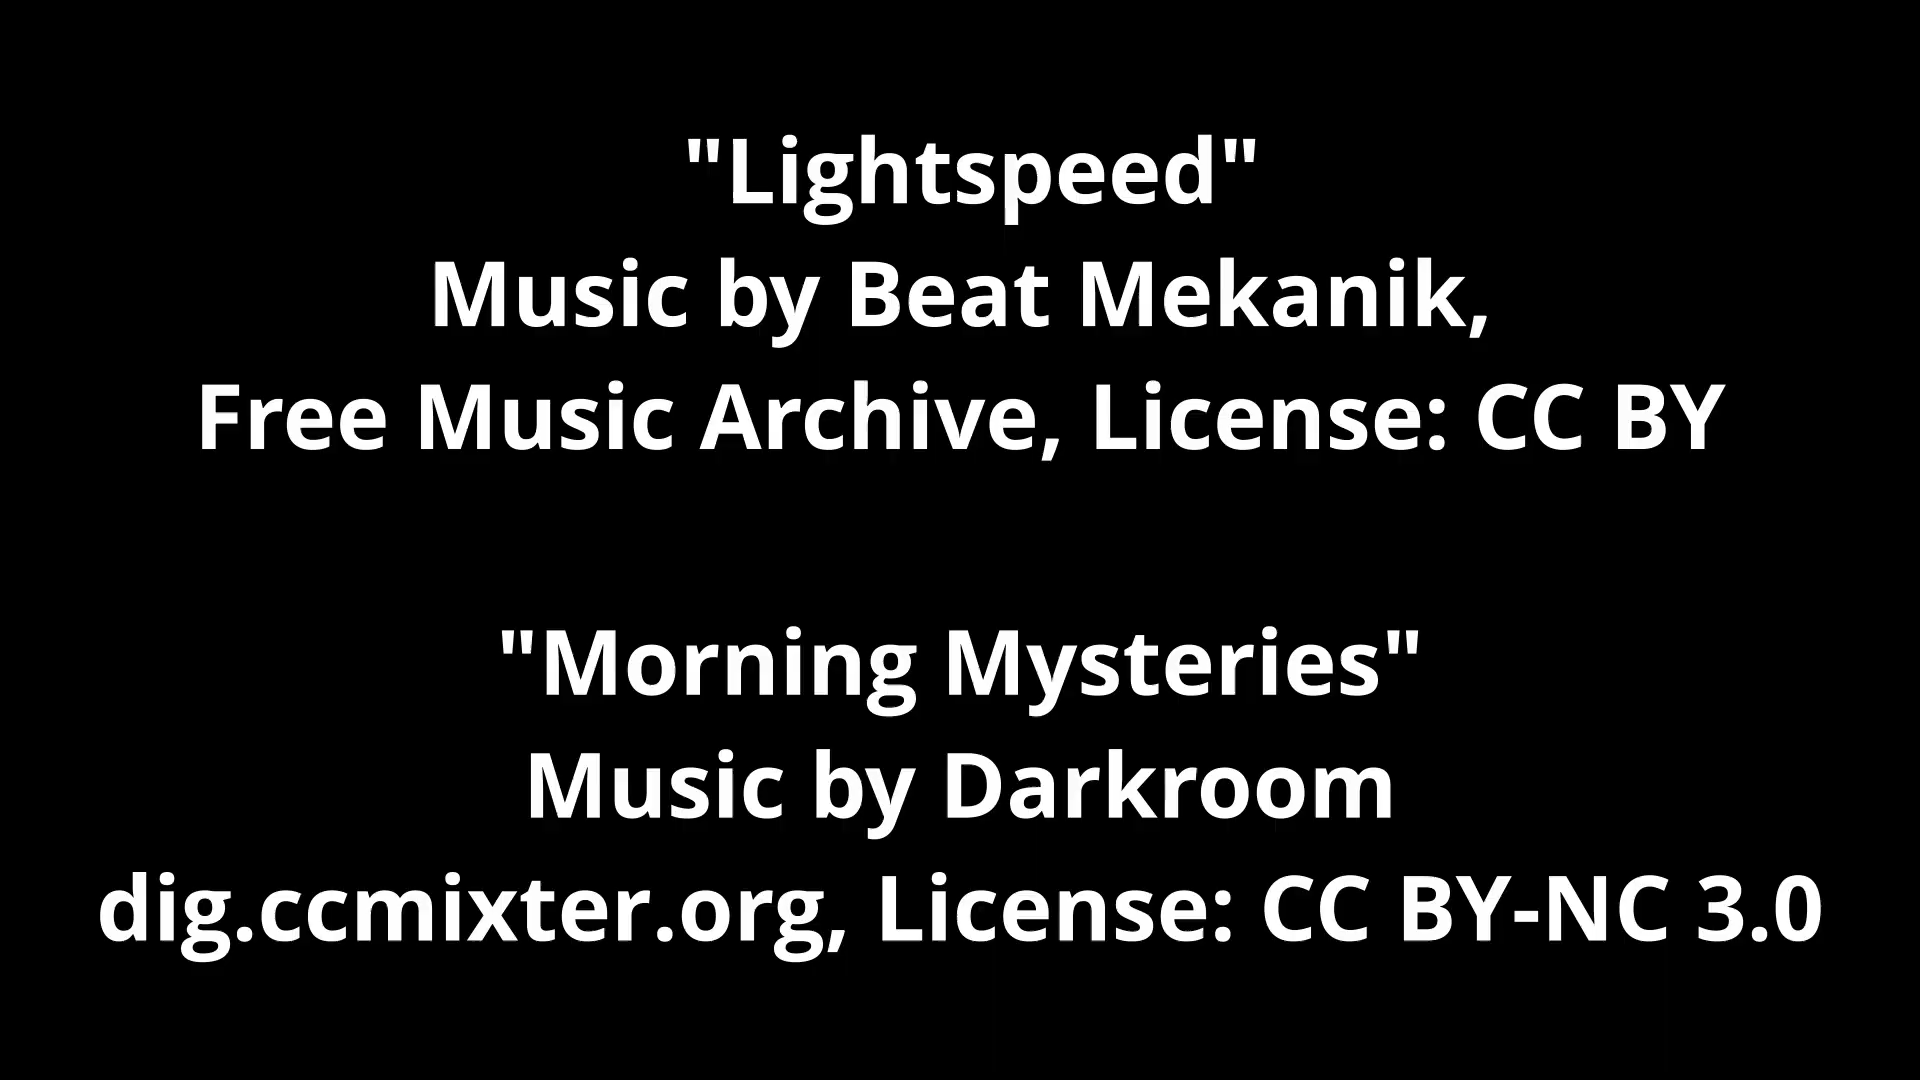 "Lightspeed"
Music by Beat Mekanik,
Free Music Archive, License: CC BY
"Morning Mysteries"
Music by Darkroom
dig.ccmixter.org, License: CC BY-NC 3.0